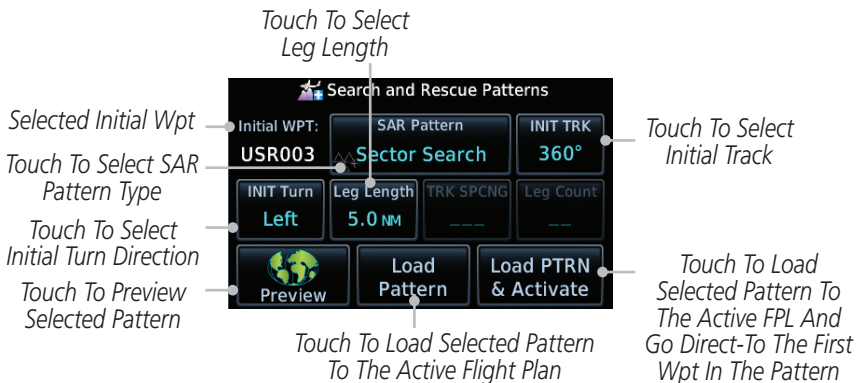 Touch To Select
Leg Length
Search and Rescue Patterns
Selected Initial Wpt
Initial WPT:
USR003
SAR Pattern
Sector Search
INIT TRK
360°
Touch To Select
Initial Track
Touch To Select SAR
Pattern Type
INIT Turn
Left
Leg Length
5.0 NM
TRK SPCNG
___
Leg Count
__
Touch To Select
Initial Turn Direction
Preview
Load
Pattern
Load PTRN
& Activate
Touch To Preview
Selected Pattern
Touch To Load
Selected Pattern To
The Active FPL And
Go Direct-To The First
Wpt In The Pattern
Touch To Load Selected Pattern
To The Active Flight Plan